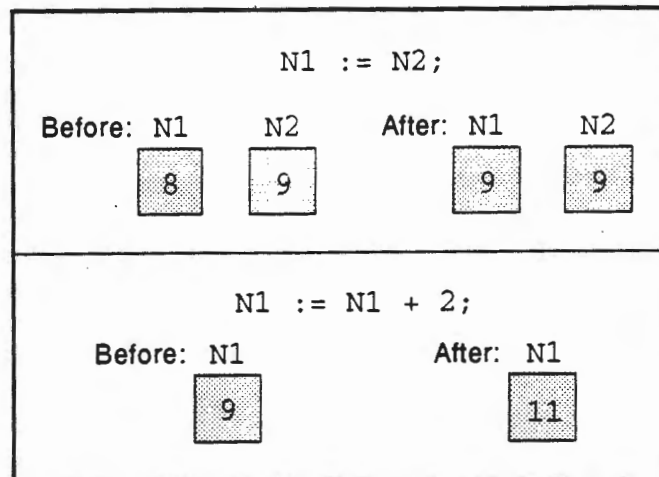 N1 := N2;
Before: N1 N2 After: N1 N2
8 9 9 9
N1 := N1 + 2;
Before: N1 After: N1
9 11